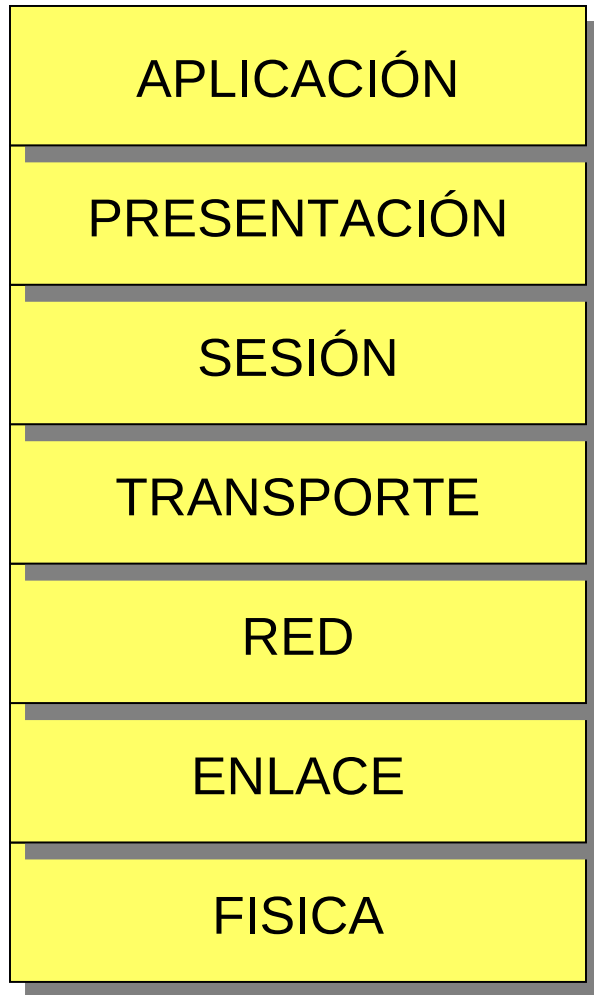 APLICACIÓN
PRESENTACIÓN
SESIÓN
TRANSPORTE
RED
ENLACE
FISICA